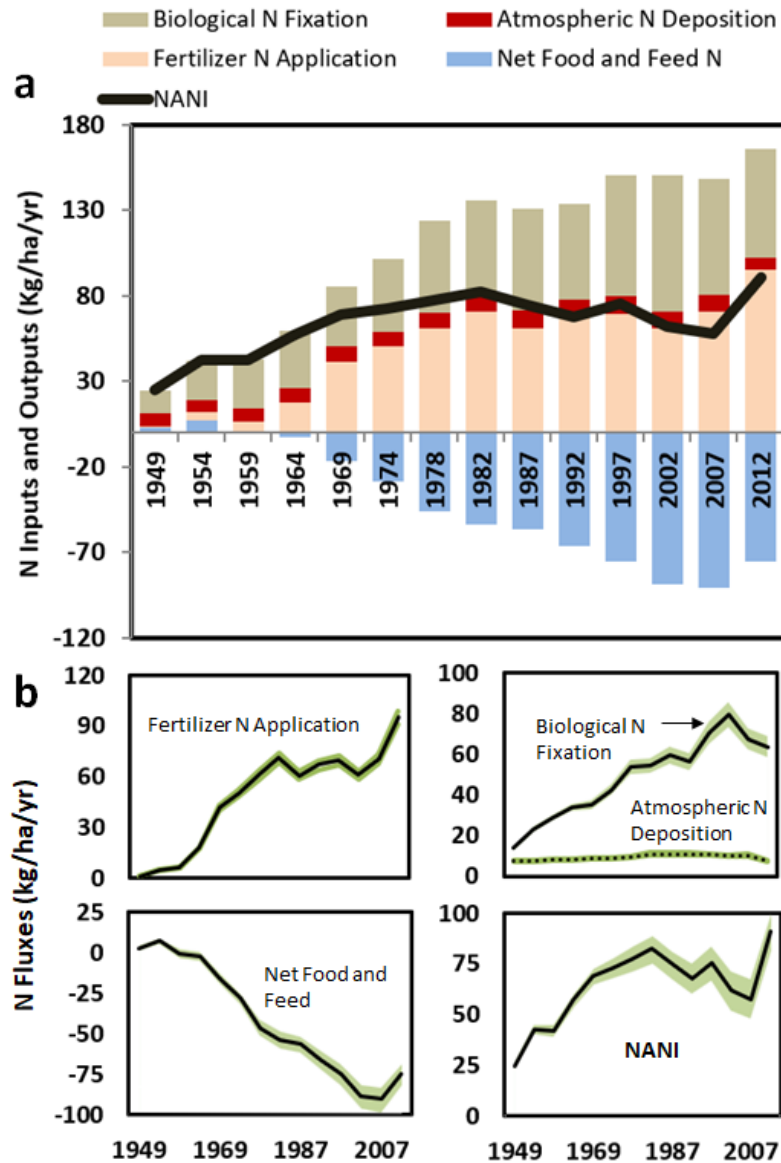 Biological N Fixation
Atmospheric N Deposition
Fertilizer N Application
Net Food and Feed N
NANI
a
N Inputs and Outputs (Kg/ha/yr)
180
130
80
30
-20
-70
-120
1949 1954 1959 1964 1969 1974 1978 1982 1987 1992 1997 2002 2007 2012
b
N Fluxes (kg/ha/yr)
120
90
60
30
0
Fertilizer N Application
100
80
60
40
20
0
Biological N
Fixation
Atmospheric N
Deposition
25
0
-25
-50
-75
-100
Net Food and
Feed
1949 1969 1987 2007
100
75
50
25
0
NANI
1949 1969 1987 2007